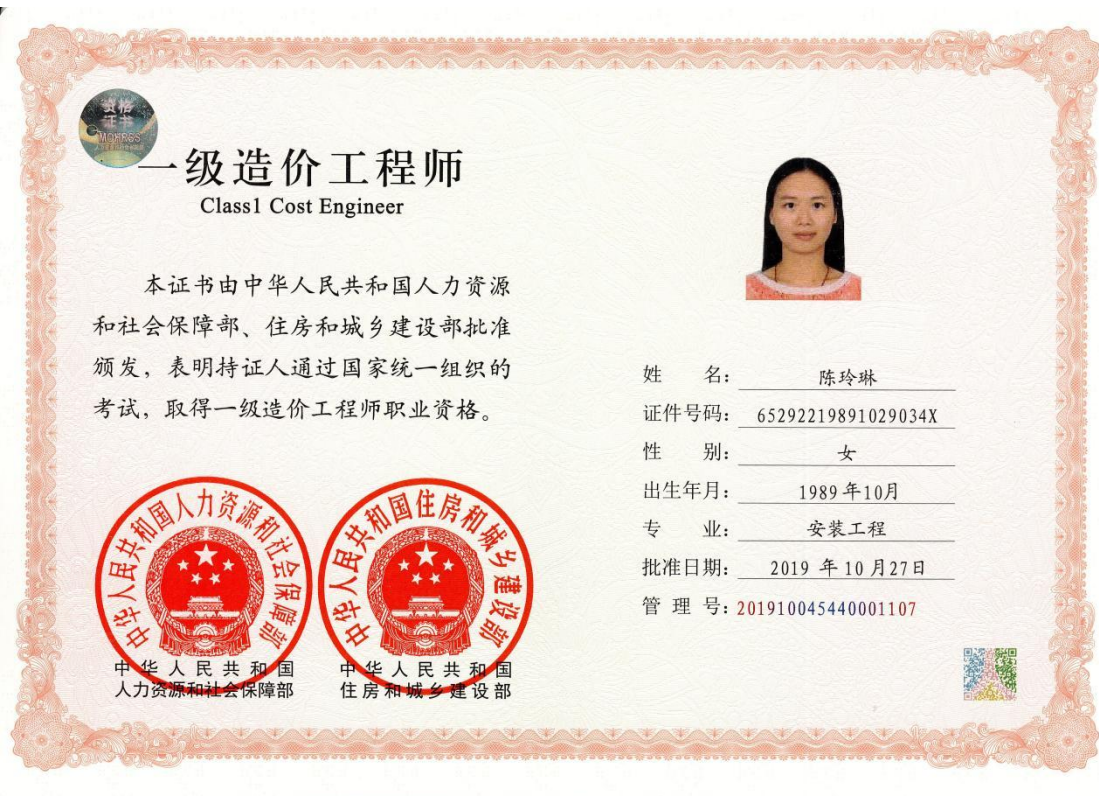 资格
证书
MOHRSS
一级造价工程师
Class1 Cost Engineer
本证书由中华人民共和国人力资源
和社会保障部、住房和城乡建设部批准
颁发，表明持证人通过国家统一组织的
考试，取得一级造价工程师职业资格。
中华人民共和国人力资源和社会保障部
中华人民共和国住房和城乡建设部
中华人民共和国
人力资源和社会保障部
中华人民共和国
住房和城乡建设部
姓 名：陈玲琳
证件号码：65292219891029034X
性 别：女
出生年月：1989年10月
专 业：安装工程
批准日期：2019 年10月27日
管 理 号：201910045440001107